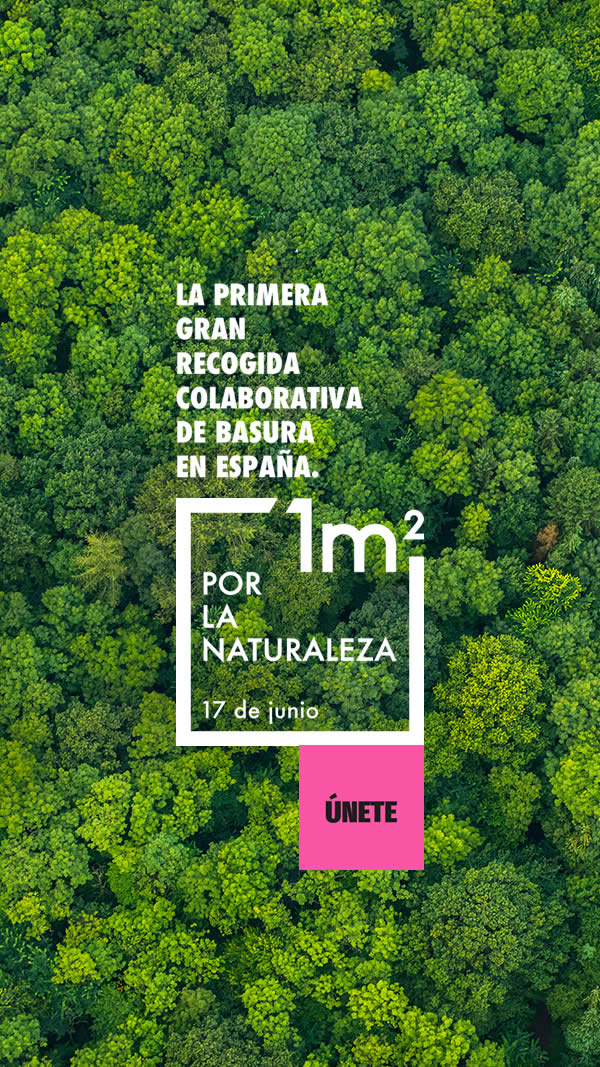 LA PRIMERA
GRAN
RECOGIDA
COLABORATIVA
DE BASURA
EN ESPAÑA.
1m²
POR
LA
NATURALEZA
17 de junio
ÚNETE